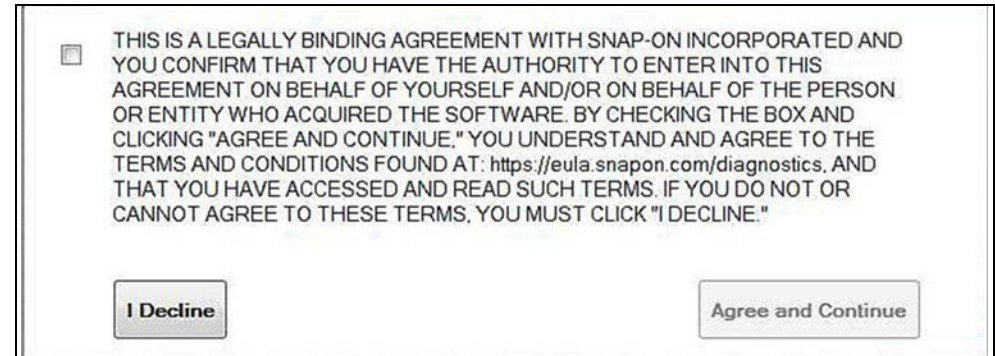 THIS IS A LEGALLY BINDING AGREEMENT WITH SNAP-ON INCORPORATED AND
YOU CONFIRM THAT YOU HAVE THE AUTHORITY TO ENTER INTO THIS
AGREEMENT ON BEHALF OF YOURSELF AND/OR ON BEHALF OF THE PERSON
OR ENTITY WHO ACQUIRED THE SOFTWARE. BY CHECKING THE BOX AND
CLICKING "AGREE AND CONTINUE," YOU UNDERSTAND AND AGREE TO THE
TERMS AND CONDITIONS FOUND AT: https://eula.snapon.com/diagnostics, AND
THAT YOU HAVE ACCESSED AND READ SUCH TERMS. IF YOU DO NOT OR
CANNOT AGREE TO THESE TERMS, YOU MUST CLICK "I DECLINE."
I Decline
Agree and Continue